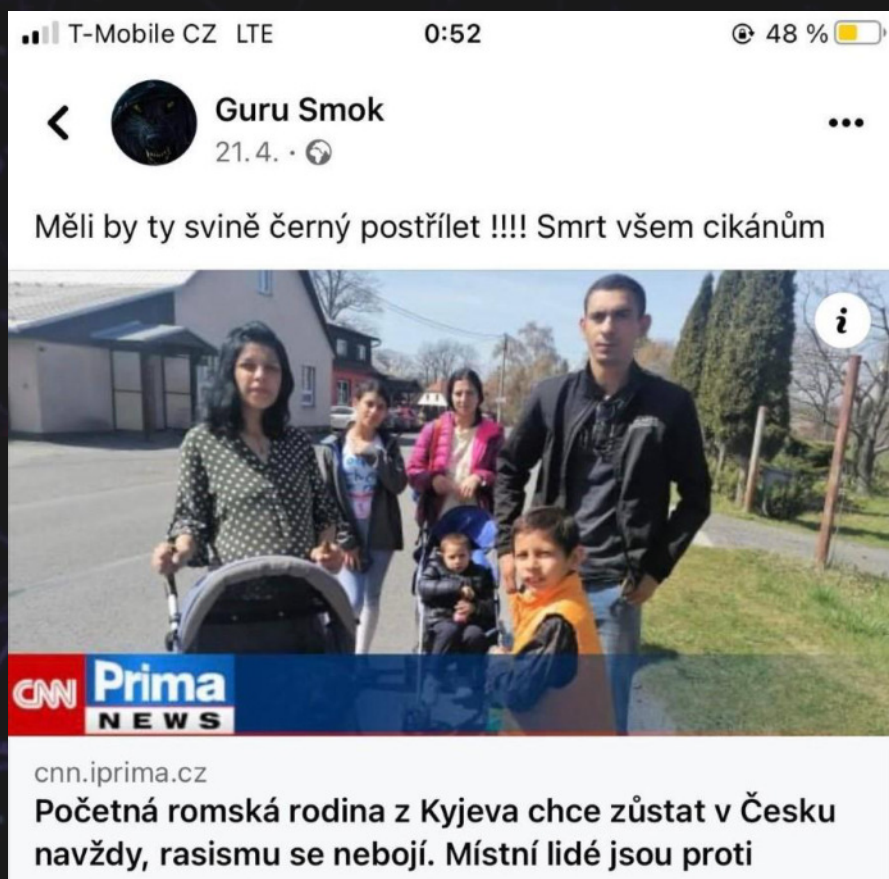 T-Mobile CZ LTE 0:52 48 %
Guru Smok
21. 4. ·
Měli by ty svině černý postřílet !!!! Smrt všem cikánům
i
CNN Prima
NEWS
cnn.iprima.cz
Početná romská rodina z Kyjeva chce zůstat v Česku
navždy, rasismu se nebojí. Místní lidé jsou proti